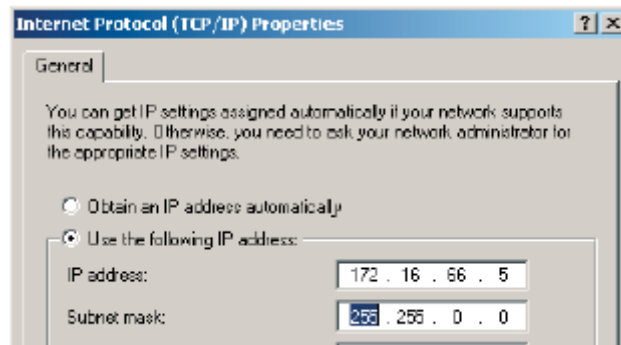 Internet Protocol (TCP/IP) Properties
General
You can get IP settings assigned automatically if your network supports
this capability. Otherwise, you need to ask your network administrator for
the appropriate IP settings.
Obtain an IP address automatically
Use the following IP address:
IP address: 172 . 16 . 66 . 5
Subnet mask: 255 . 255 . 0 . 0